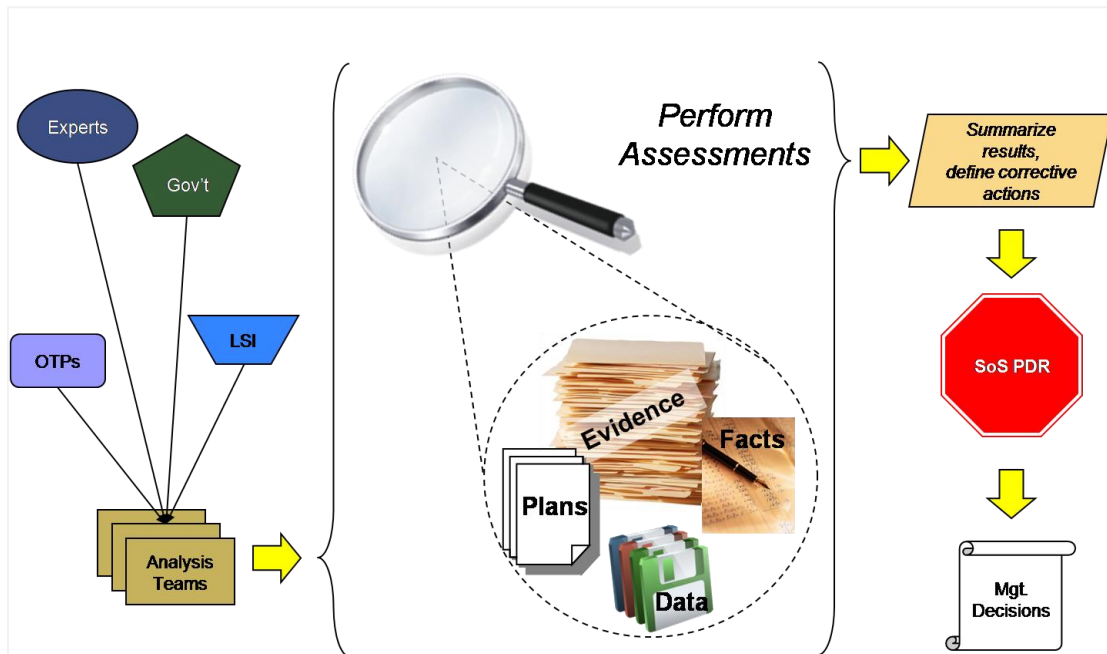 Experts
Gov't
OTPs
LSI
Analysis
Teams
Perform
Assessments
Evidence
Facts
Plans
Data
Summarize
results,
define corrective
actions
SoS PDR
Mgt.
Decisions